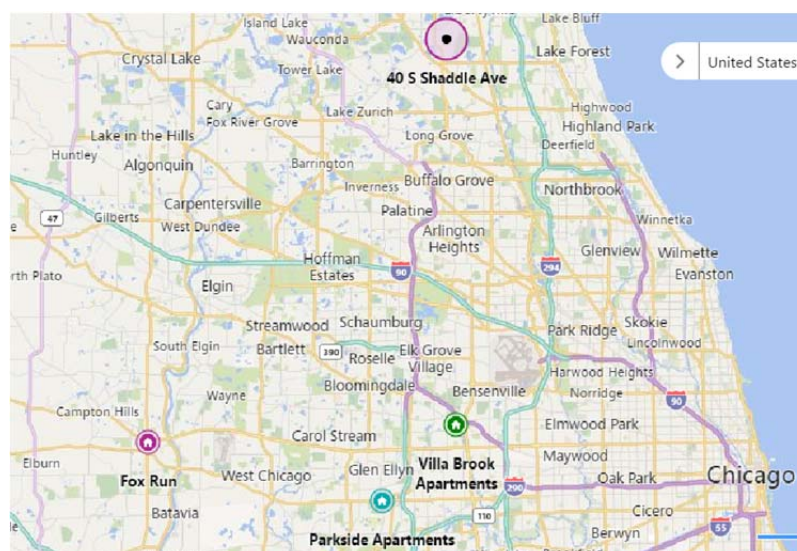 Island Lake
Lake Bluff
Wauconda
Crystal Lake
Lake Forest
United States
Tower Lake
40 S Shaddle Ave
Cary
Fox River Grove
Lake Zurich
Highwood
Highland Park
Lake in the Hills
Long Grove
Deerfield
Huntley
Algonquin
Barrington
Buffalo Grove
Inverness
Northbrook
Carpentersville
Palatine
47
Gilberts
West Dundee
Winnetka
Arlington
Heights
Glenview
Wilmette
Hoffman
Estates
90
294
Evanston
rth Plato
Elgin
Streamwood
Schaumburg
Park Ridge
Skokie
South Elgin
Bartlett
390
Roselle
Elk Grove
Village
Lincolnwood
Bloomingdale
Bensenville
Harwood Heights
Wayne
Norridge
90
Campton Hills
Carol Stream
Elmwood Park
Elburn
Fox Run
West Chicago
Glen Ellyn
Villa Brook
Apartments
Maywood
Oak Park
Chicago
290
Batavia
110
Cicero
55
Parkside Apartments
Berwyn